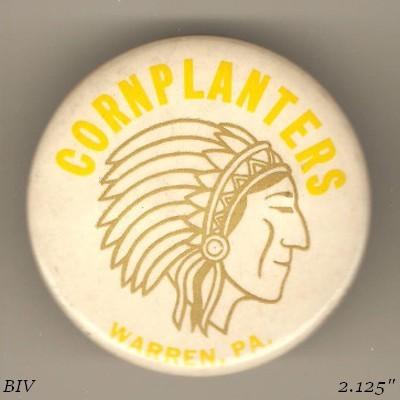 CORNPLANTERS
WARREN, PA.
BIV
2.125"